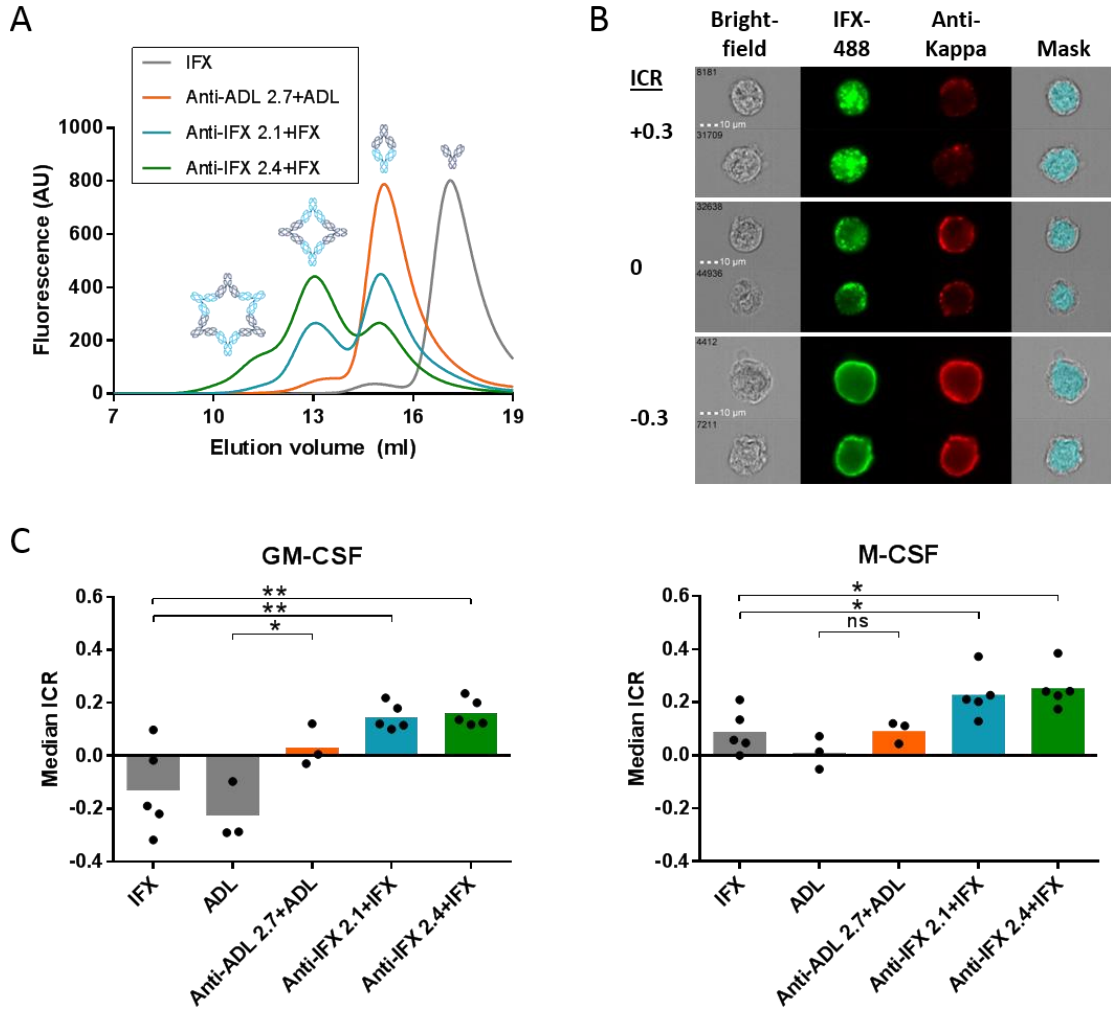 A
IFX
Anti-ADL 2.7+ADL
Anti-IFX 2.1+IFX
Anti-IFX 2.4+IFX
1000
800
600
400
200
0
Fluorescence (AU)
7 10 13 16 19
Elution volume (ml)
B
Bright-
field
IFX-
488
Anti-
Kappa
Mask
ICR
+0.3
0
-0.3
8181
10 µm
31709
32638
10 µm
44936
4412
10 µm
7211
C
GM-CSF
0.6
0.4
0.2
0.0
-0.2
-0.4
Median ICR
**
**
*
IFX
ADL
Anti-ADL 2.7+ADL
Anti-IFX 2.1+IFX
Anti-IFX 2.4+IFX
M-CSF
0.6
0.4
0.2
0.0
-0.2
-0.4
Median ICR
*
*
ns
IFX
ADL
Anti-ADL 2.7+ADL
Anti-IFX 2.1+IFX
Anti-IFX 2.4+IFX